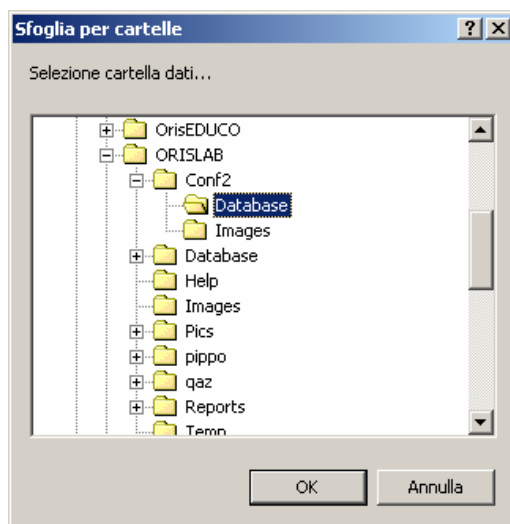 Sfoglia per cartelle
Selezione cartella dati...
OrisEDUCO
ORISLAB
Conf2
Database
Images
Database
Help
Images
Pics
pippo
qaz
Reports
Temp
OK Annulla